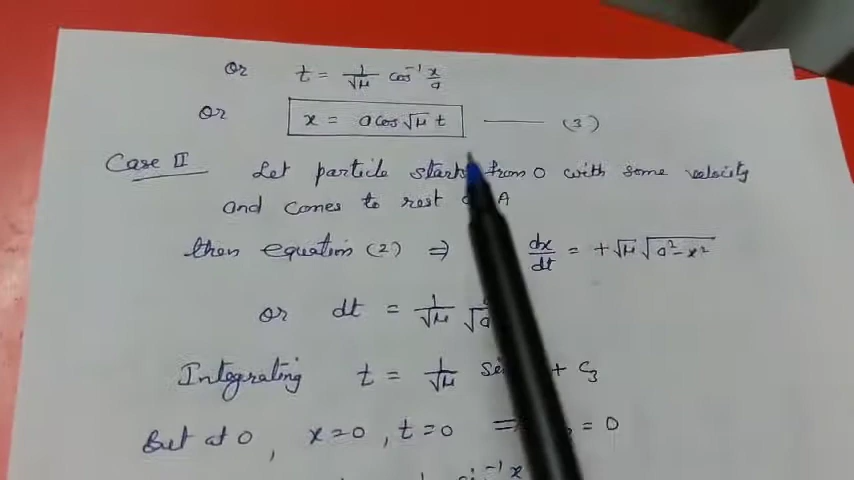 Or t = 1/√μ cos⁻¹ x/a
Or x = a cos √μ t ——— (3)
Case II Let particle starts from O with some velocity
and comes to rest A
then equation (2) ⇒ dx/dt = +√μ √(a²-x²)
Or dt = 1/√μ
Integrating t = 1/√μ + C₃
But at O, x=0, t=0 = 0